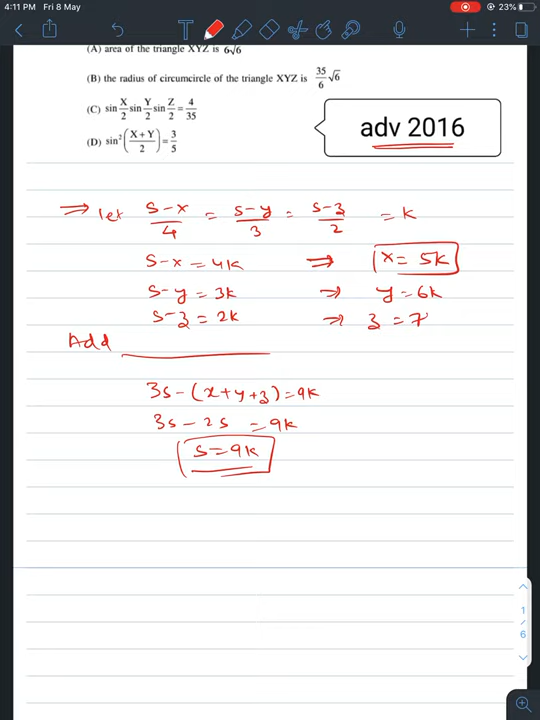 4:11 PM Fri 8 May 23%
(A) area of the triangle XYZ is 6√6
(B) the radius of circumcircle of the triangle XYZ is 35/6 √6
(C) sin X/2 sin Y/2 sin Z/2 = 4/35
(D) sin²((X+Y)/2) = 3/5
adv 2016
⇒ let (s-x)/4 = (s-y)/3 = (s-z)/2 = k
s-x = 4k ⇒ x = 5k
s-y = 3k ⇒ y = 6k
s-z = 2k ⇒ z = 7
Add
3s - (x+y+z) = 9k
3s - 2s = 9k
s = 9k
1
/
6